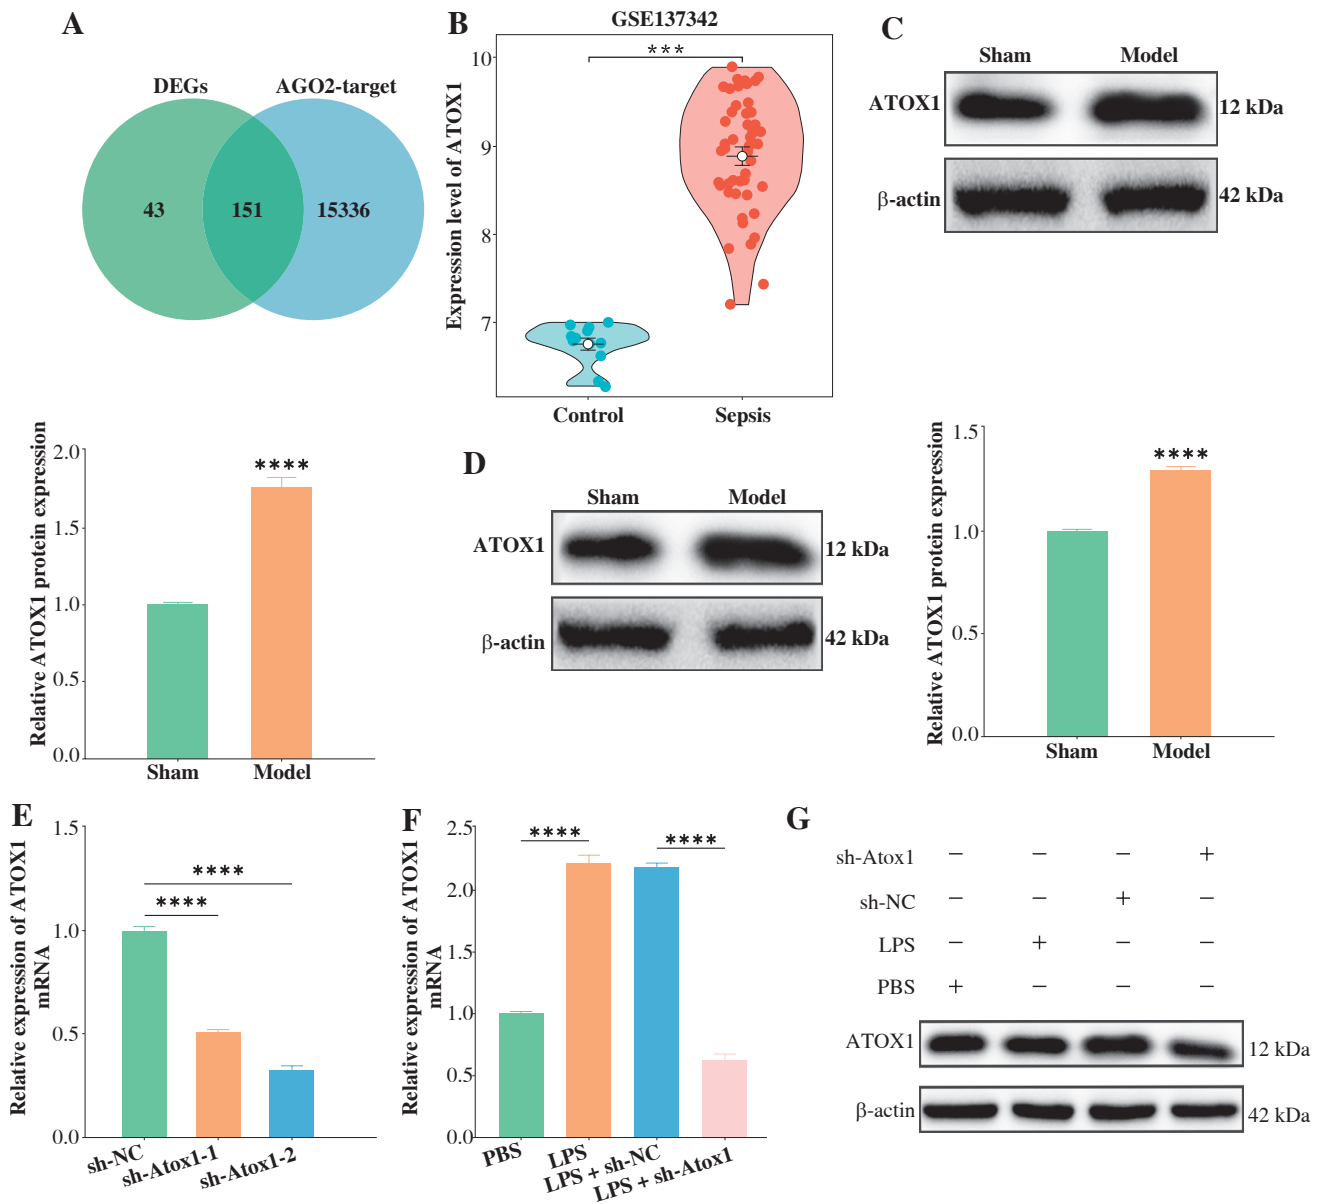 A
DEGs
AGO2-target
43
151
15336
B
GSE137342
***
Expression level of ATOX1
10
9
8
7
Control
Sepsis
C
Sham
Model
ATOX1
12 kDa
β-actin
42 kDa
Relative ATOX1 protein expression
2.0
1.5
1.0
0.5
0.0
****
Sham
Model
D
Sham
Model
ATOX1
12 kDa
β-actin
42 kDa
Relative ATOX1 protein expression
1.5
1.0
0.5
0.0
****
Sham
Model
E
Relative expression of ATOX1
mRNA
1.5
1.0
0.5
0.0
****
****
sh-NC
sh-Atox1-1
sh-Atox1-2
F
Relative expression of ATOX1
mRNA
2.5
2.0
1.5
1.0
0.5
0.0
****
****
PBS
LPS
LPS + sh-NC
LPS + sh-Atox1
G
sh-Atox1 − − − +
sh-NC − − + −
LPS − + − −
PBS + − − −
ATOX1
12 kDa
β-actin
42 kDa